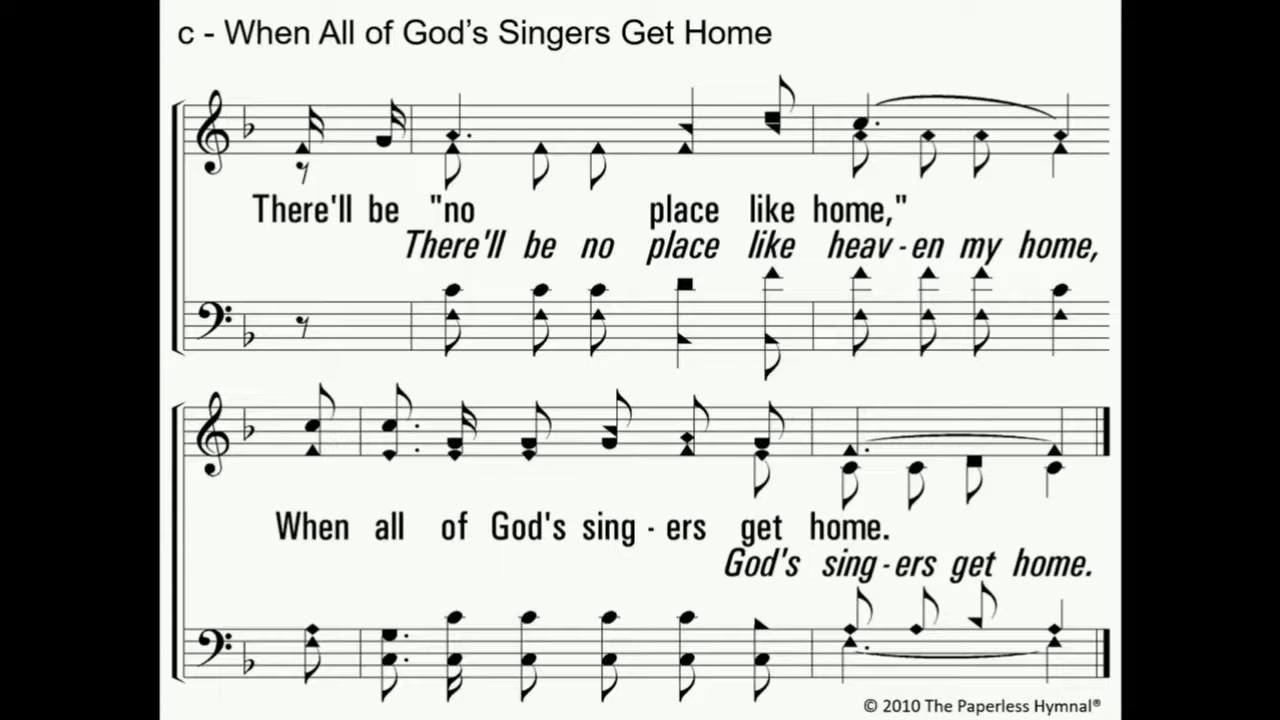 c - When All of God's Singers Get Home
There'll be "no place like home,"
There'll be no place like heav - en my home,
When all of God's sing - ers get home.
God's sing - ers get home.
© 2010 The Paperless Hymnal®